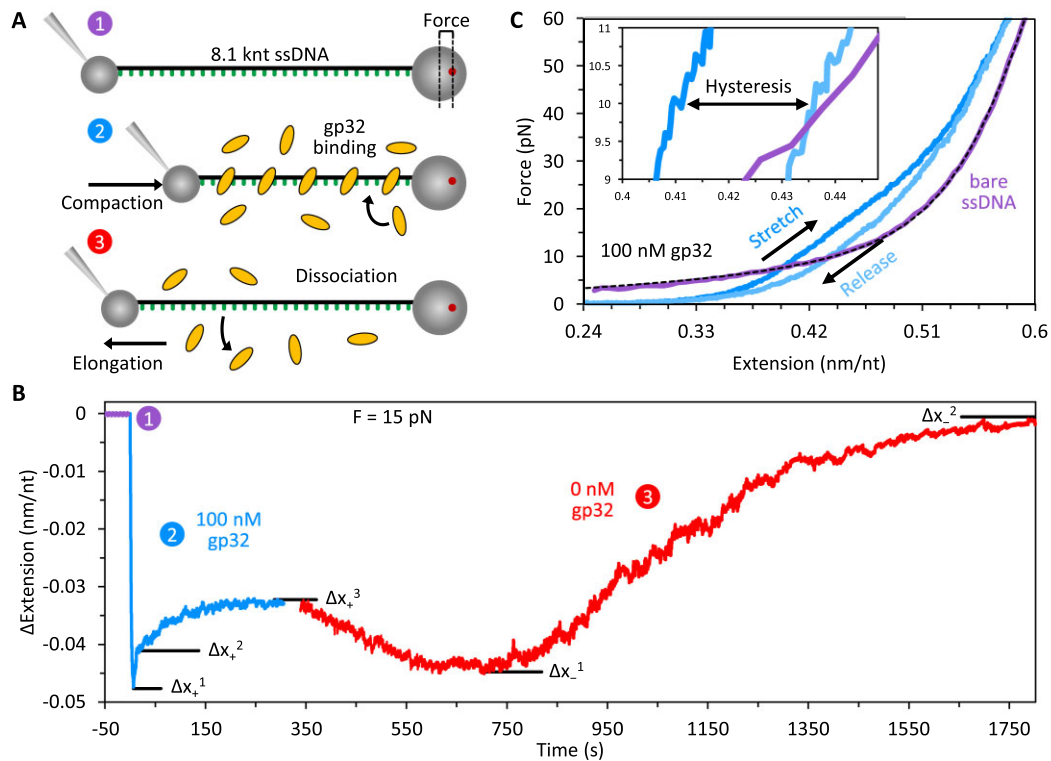 A
1
Force
8.1 knt ssDNA
2
gp32
binding
Compaction
3
Dissociation
Elongation
C
60
50
40
30
20
10
0
Force (pN)
11
10.5
10
9.5
9
0.4
0.41
0.42
0.43
0.44
Hysteresis
Stretch
Release
bare
ssDNA
100 nM gp32
0.24
0.33
0.42
0.51
0.6
Extension (nm/nt)
B
0
-0.01
-0.02
-0.03
-0.04
-0.05
ΔExtension (nm/nt)
1
F = 15 pN
2
100 nM
gp32
Δx₊³
Δx₊²
Δx₊¹
0 nM
gp32
3
Δx₋¹
Δx₋²
-50
150
350
550
750
950
1150
1350
1550
1750
Time (s)